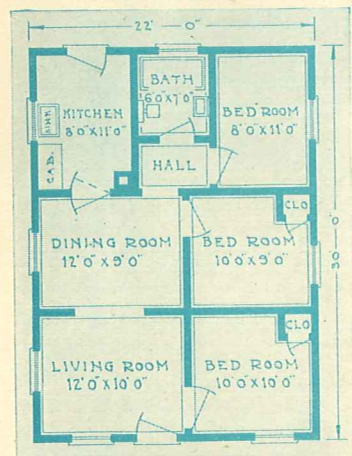 22' 0"
BATH
6'0"X7'0"
KITCHEN
8'0"X11'0"
SINK
CAB.
BED ROOM
8'0"X11'0"
HALL
CLO
DINING ROOM
12'0"X9'0"
BED ROOM
10'0"X9'0"
30' 0"
CLO
LIVING ROOM
12'0"X10'0"
BED ROOM
10'0"X10'0"